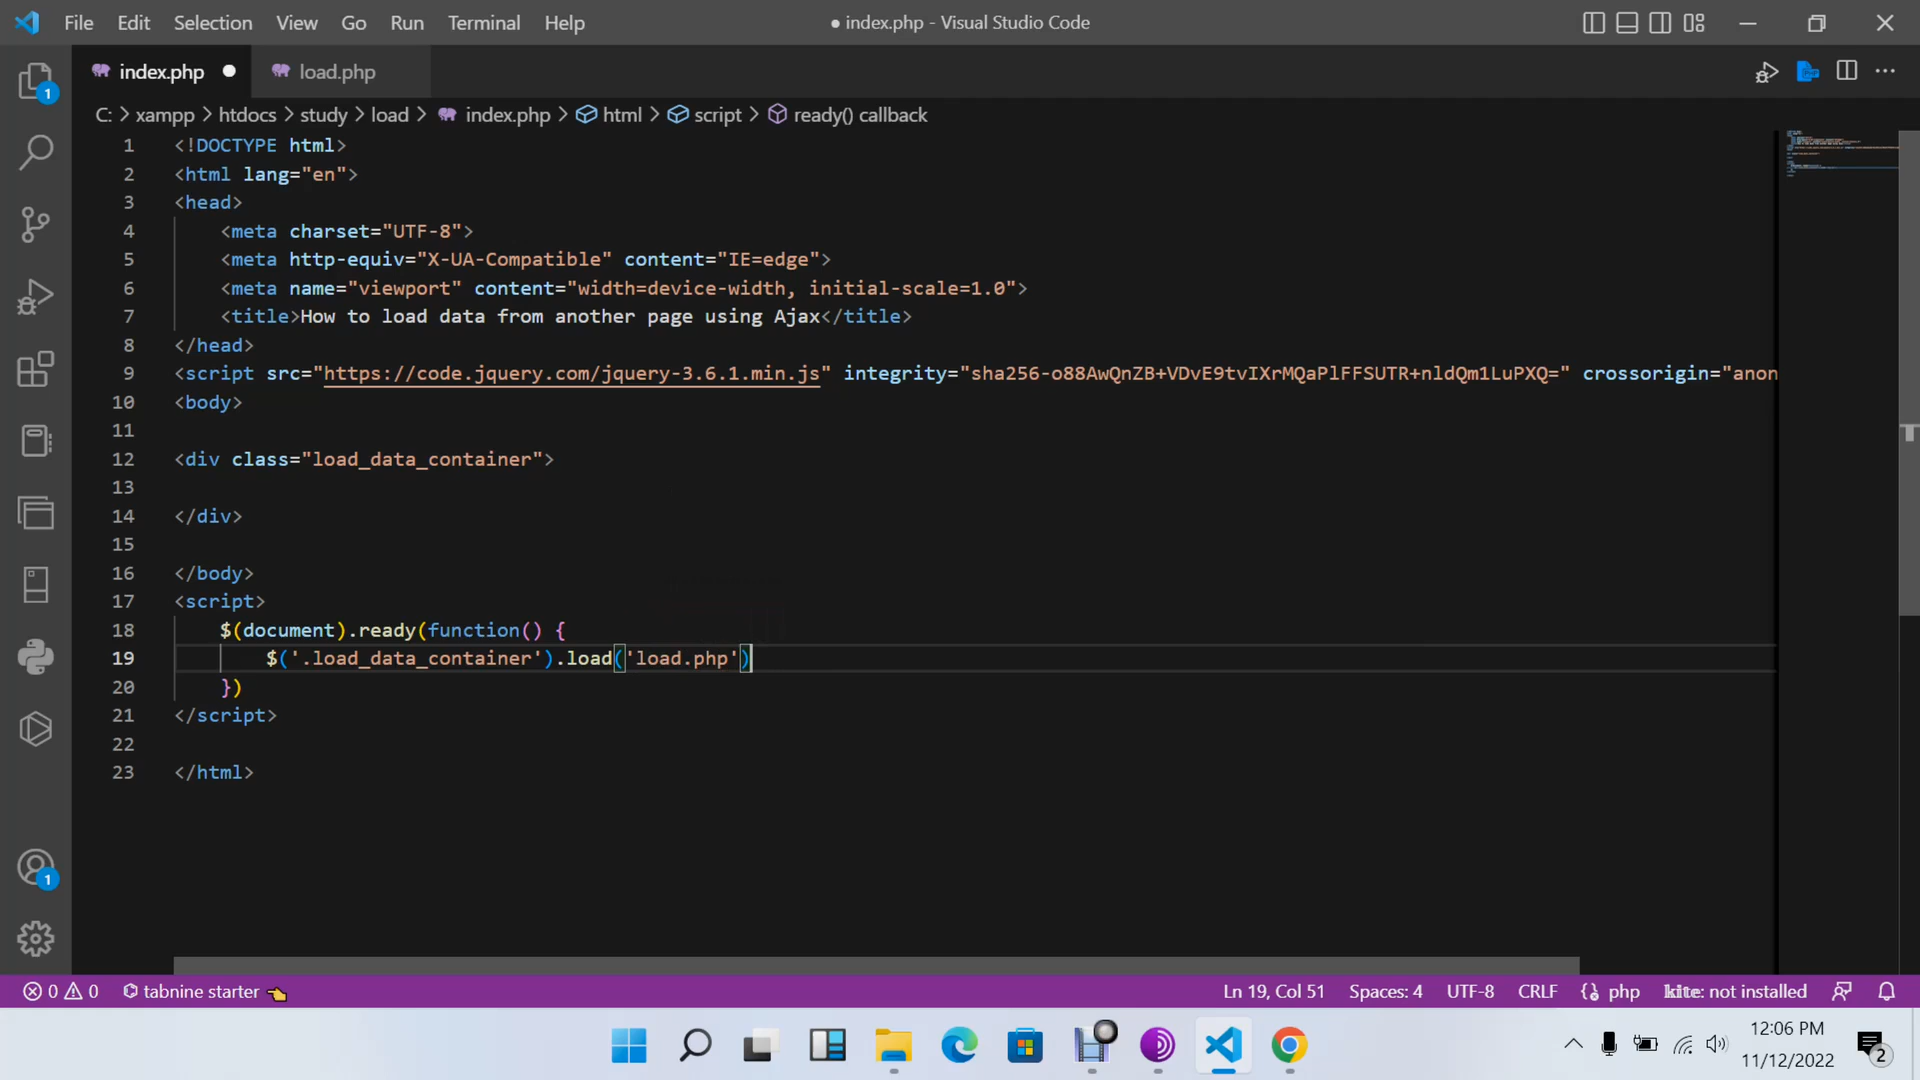 File Edit Selection View Go Run Terminal Help ● index.php - Visual Studio Code
index.php ● load.php
C: > xampp > htdocs > study > load > index.php > html > script > ready() callback
1 <!DOCTYPE html>
2 <html lang="en">
3 <head>
4 <meta charset="UTF-8">
5 <meta http-equiv="X-UA-Compatible" content="IE=edge">
6 <meta name="viewport" content="width=device-width, initial-scale=1.0">
7 <title>How to load data from another page using Ajax</title>
8 </head>
9 <script src="https://code.jquery.com/jquery-3.6.1.min.js" integrity="sha256-o88AwQnZB+VDvE9tvIXrMQaPlFFSUTR+nldQm1LuPXQ=" crossorigin="anon
10 <body>
11
12 <div class="load_data_container">
13
14 </div>
15
16 </body>
17 <script>
18 $(document).ready(function() {
19 $('.load_data_container').load('load.php')
20 })
21 </script>
22
23 </html>
1
1
0 0 tabnine starter Ln 19, Col 51 Spaces: 4 UTF-8 CRLF php kite: not installed
12:06 PM
11/12/2022
2